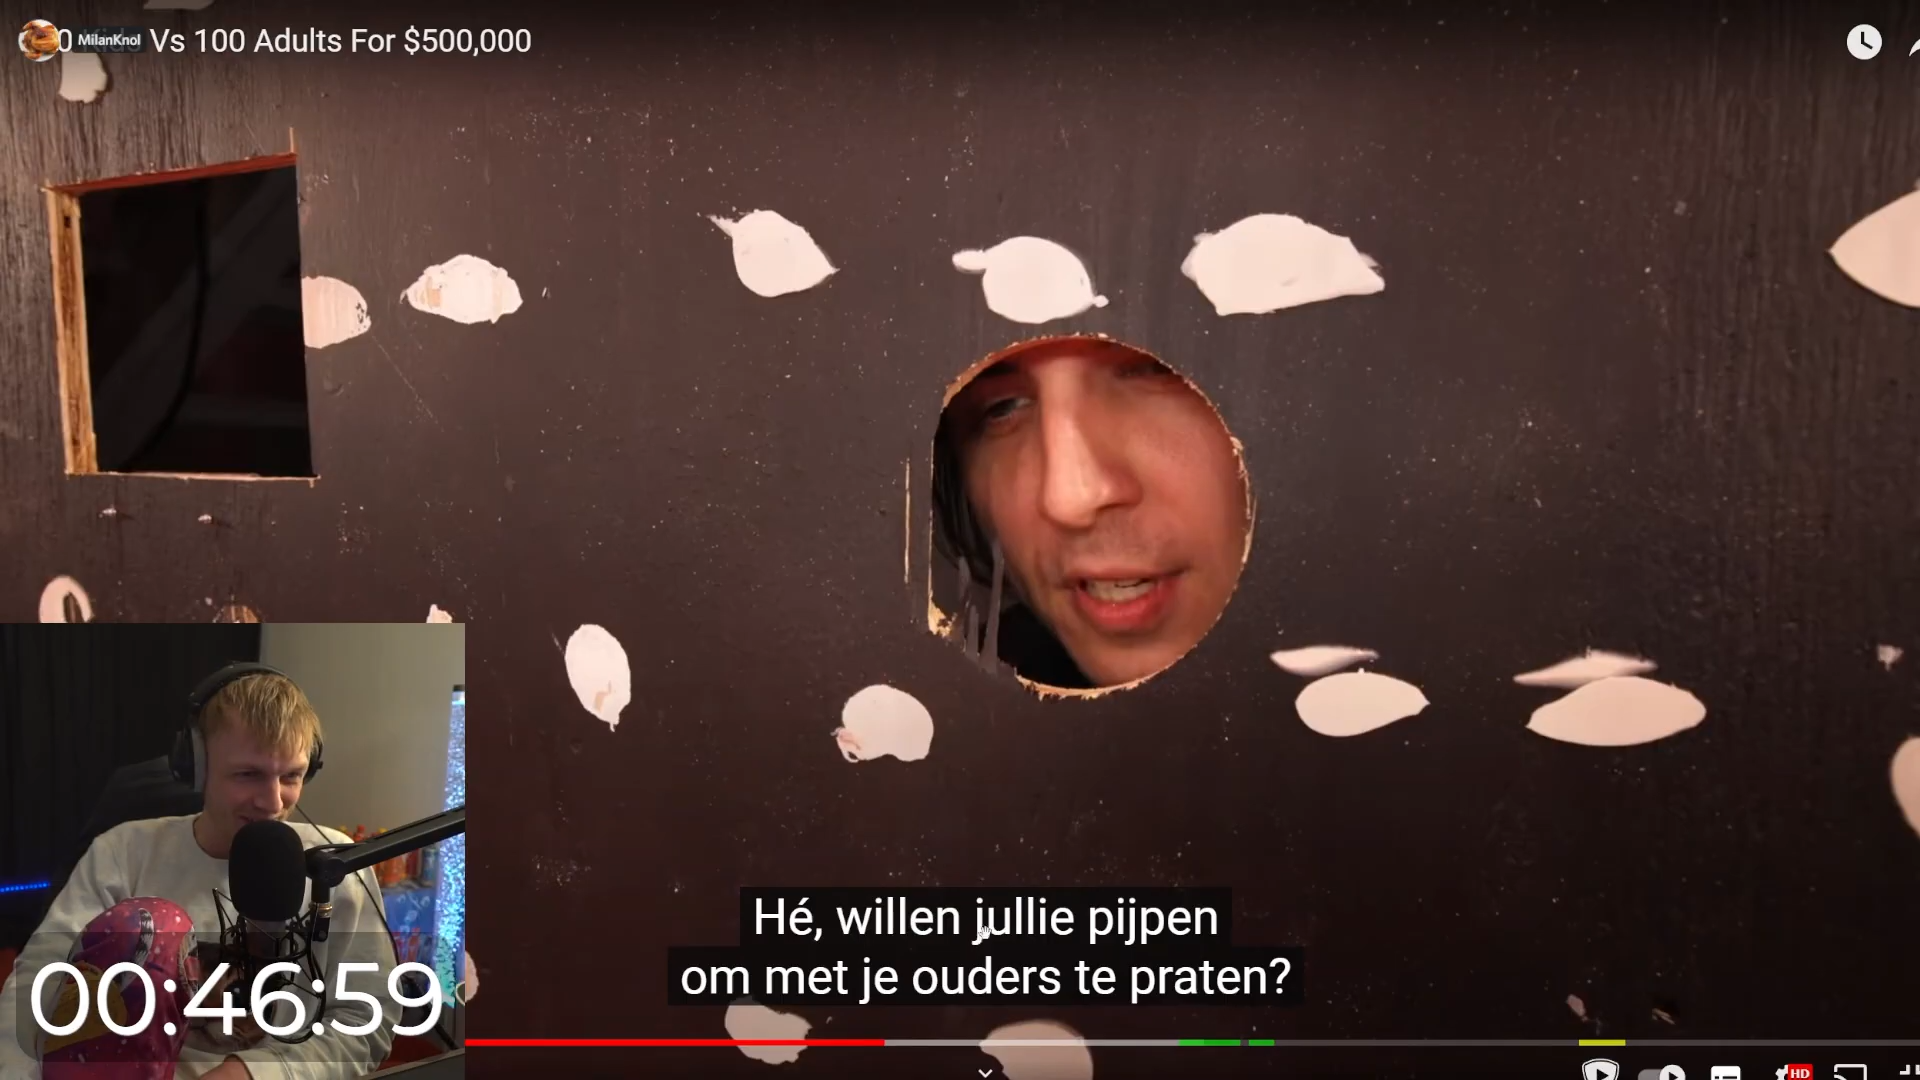 MilanKnol
Vs 100 Adults For $500,000
Hé, willen jullie pijpen
om met je ouders te praten?
00:46:59
HD